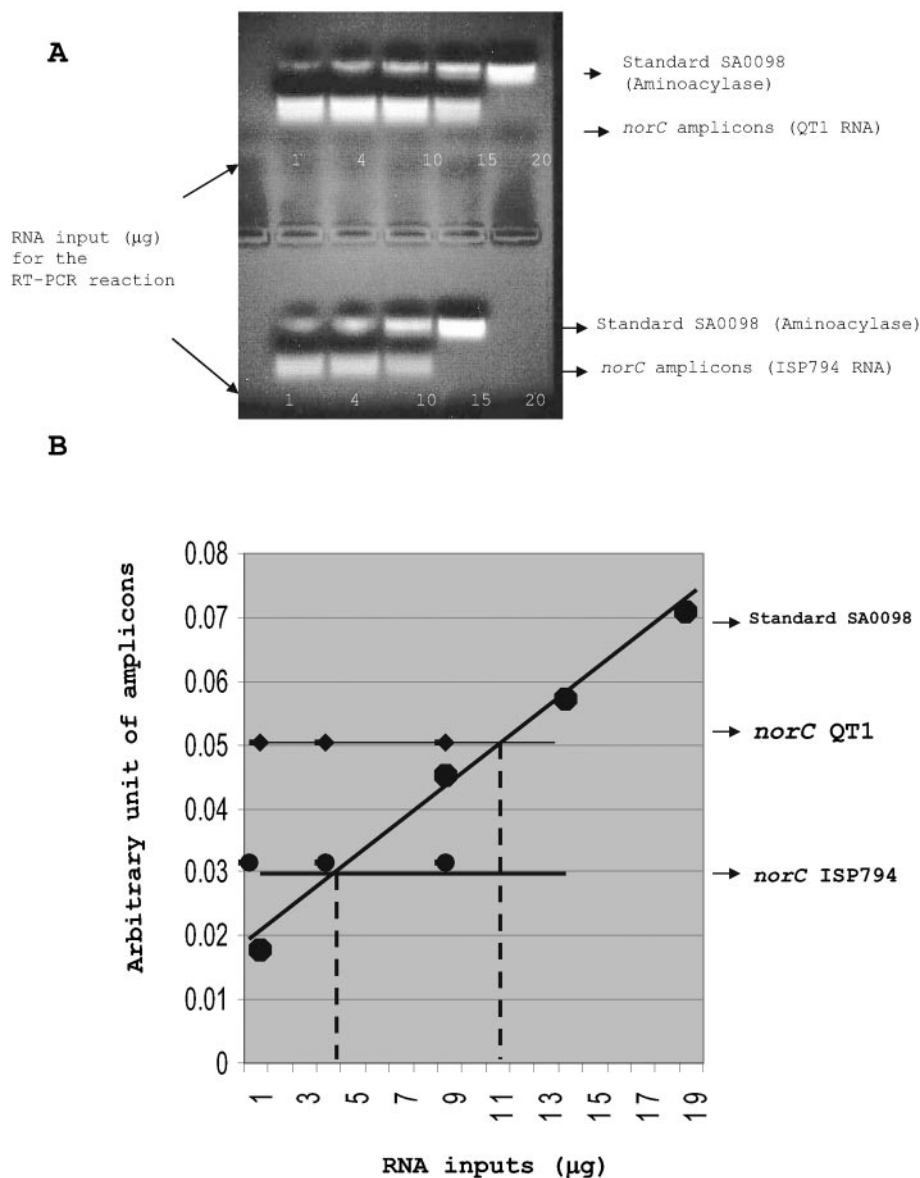 A
Standard SA0098
(Aminoacylase)
norC amplicons (QT1 RNA)
1 4 10 15 20
RNA input (µg)
for the
RT-PCR reaction
Standard SA0098 (Aminoacylase)
norC amplicons (ISP794 RNA)
1 4 10 15 20
B
Arbitrary unit of amplicons
0.08
0.07
0.06
0.05
0.04
0.03
0.02
0.01
0
Standard SA0098
norC QT1
norC ISP794
1 3 5 7 9 11 13 15 17 19
RNA inputs (µg)